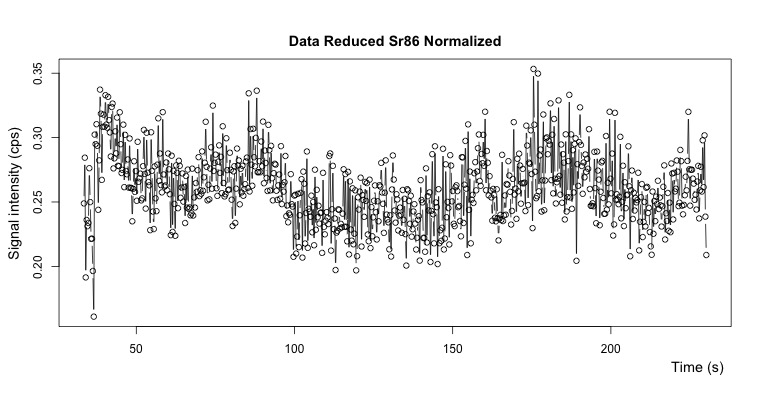 Data Reduced Sr86 Normalized
Signal intensity (cps)
0.35
0.30
0.25
0.20
50 100 150 200
Time (s)